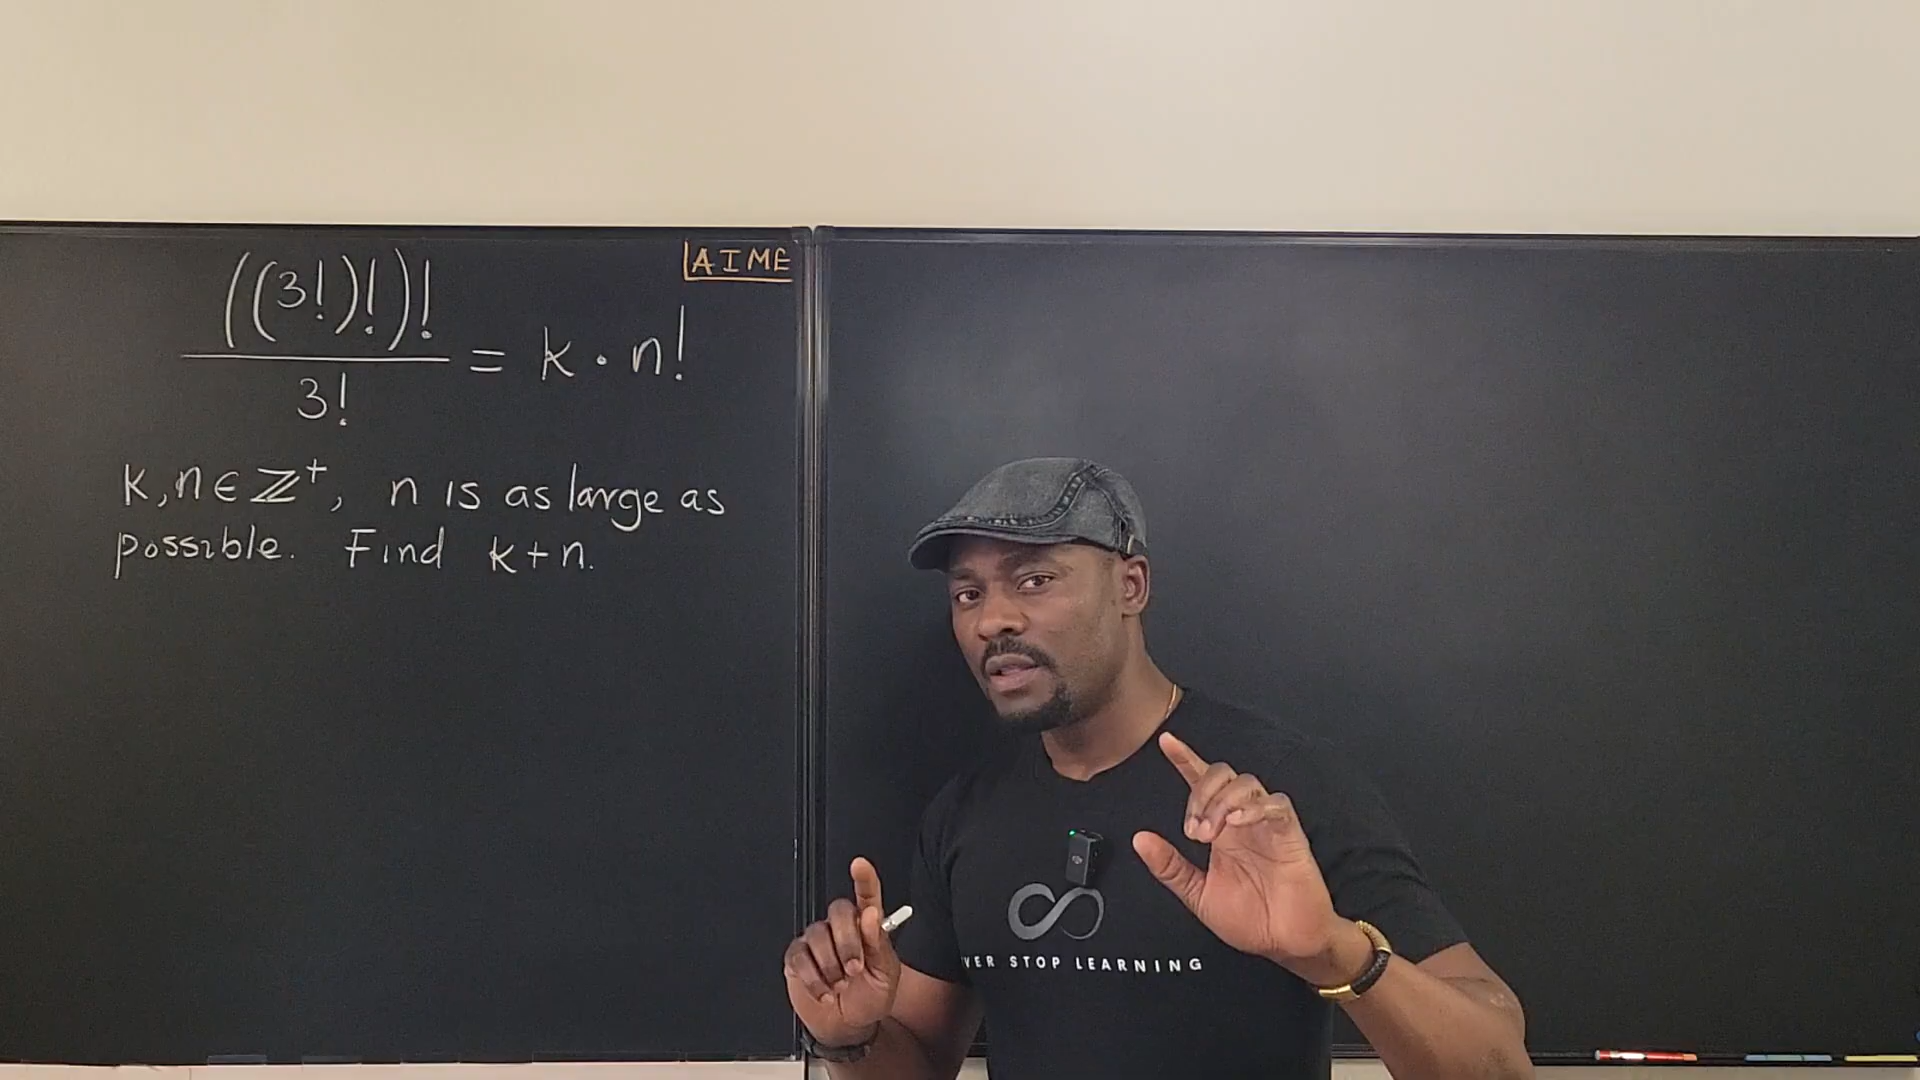 AIME
((3!)!)!
3!
= k · n!
k, n ∈ ℤ⁺, n is as large as
possible. Find k + n.
VER STOP LEARNING